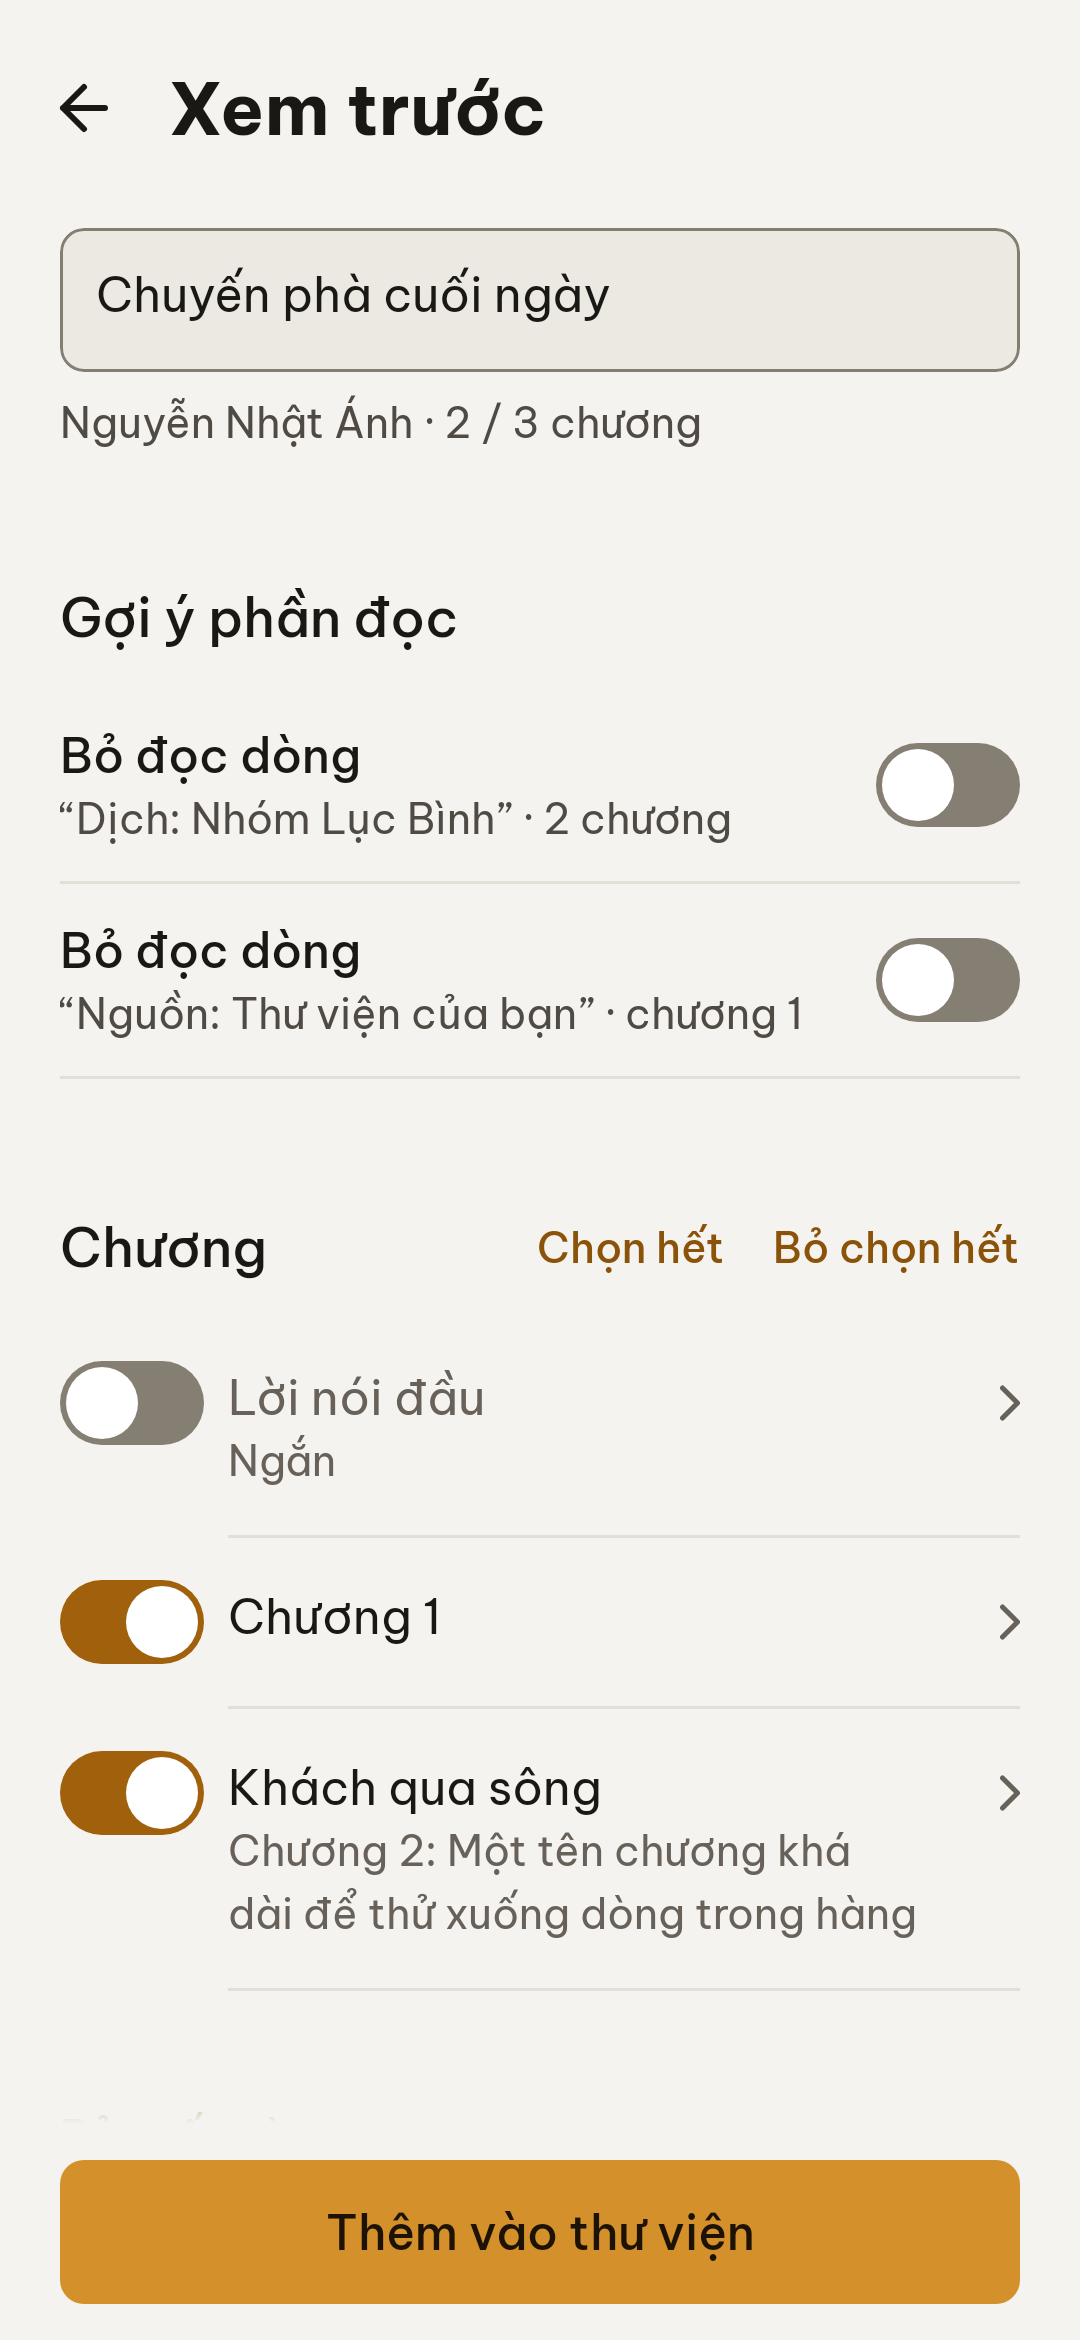 Xem trước
Chuyến phà cuối ngày
Nguyễn Nhật Ánh · 2 / 3 chương
Gợi ý phần đọc
Bỏ đọc dòng
“Dịch: Nhóm Lục Bình” · 2 chương
Bỏ đọc dòng
“Nguồn: Thư viện của bạn” · chương 1
Chương
Chọn hết Bỏ chọn hết
Lời nói đầu
Ngắn
Chương 1
Khách qua sông
Chương 2: Một tên chương khá
dài để thử xuống dòng trong hàng
Thêm vào thư viện